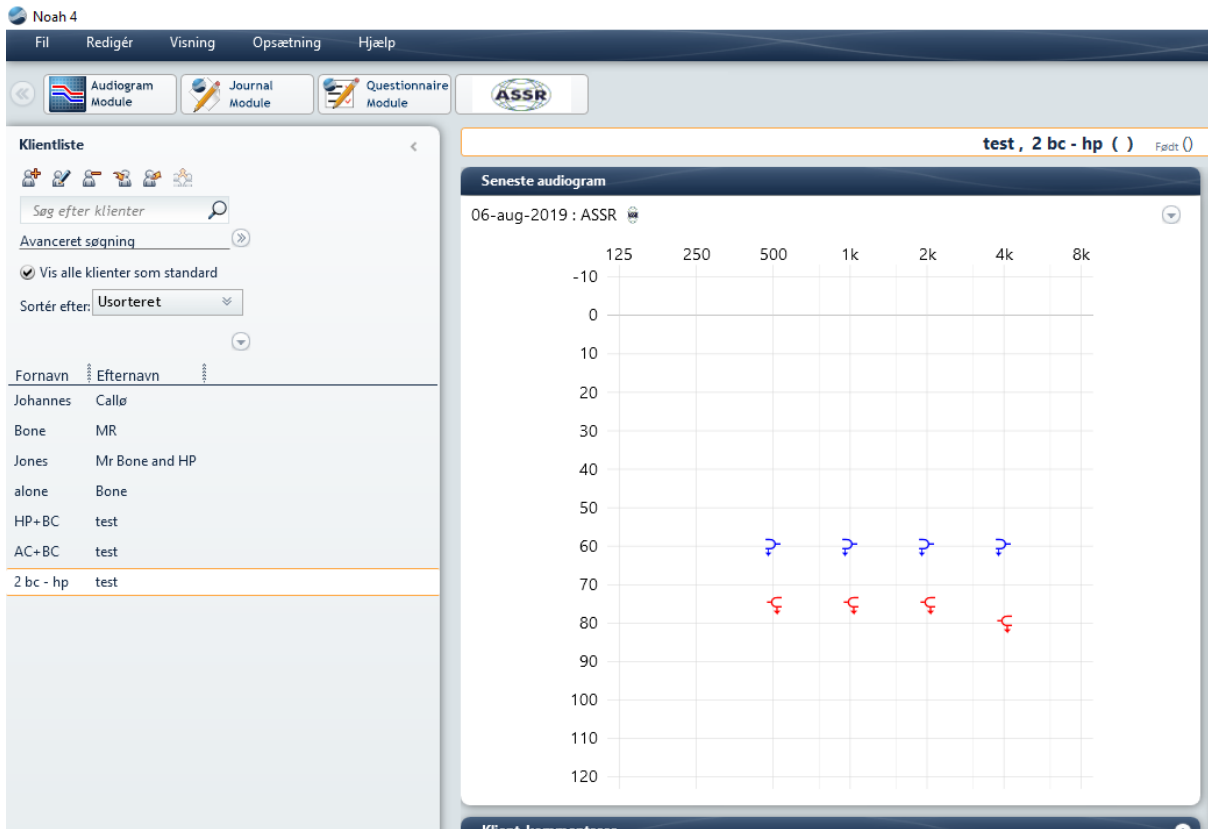 Noah 4
Fil Redigér Visning Opsætning Hjælp
Audiogram Module
Journal Module
Questionnaire Module
ASSR
Klientliste
Søg efter klienter
Avanceret søgning
Vis alle klienter som standard
Sortér efter: Usorteret
Fornavn Efternavn
Johannes Callø
Bone MR
Jones Mr Bone and HP
alone Bone
HP+BC test
AC+BC test
2 bc - hp test
test , 2 bc - hp ( ) Født ()
Seneste audiogram
06-aug-2019 : ASSR
125 250 500 1k 2k 4k 8k
-10
0
10
20
30
40
50
60
70
80
90
100
110
120